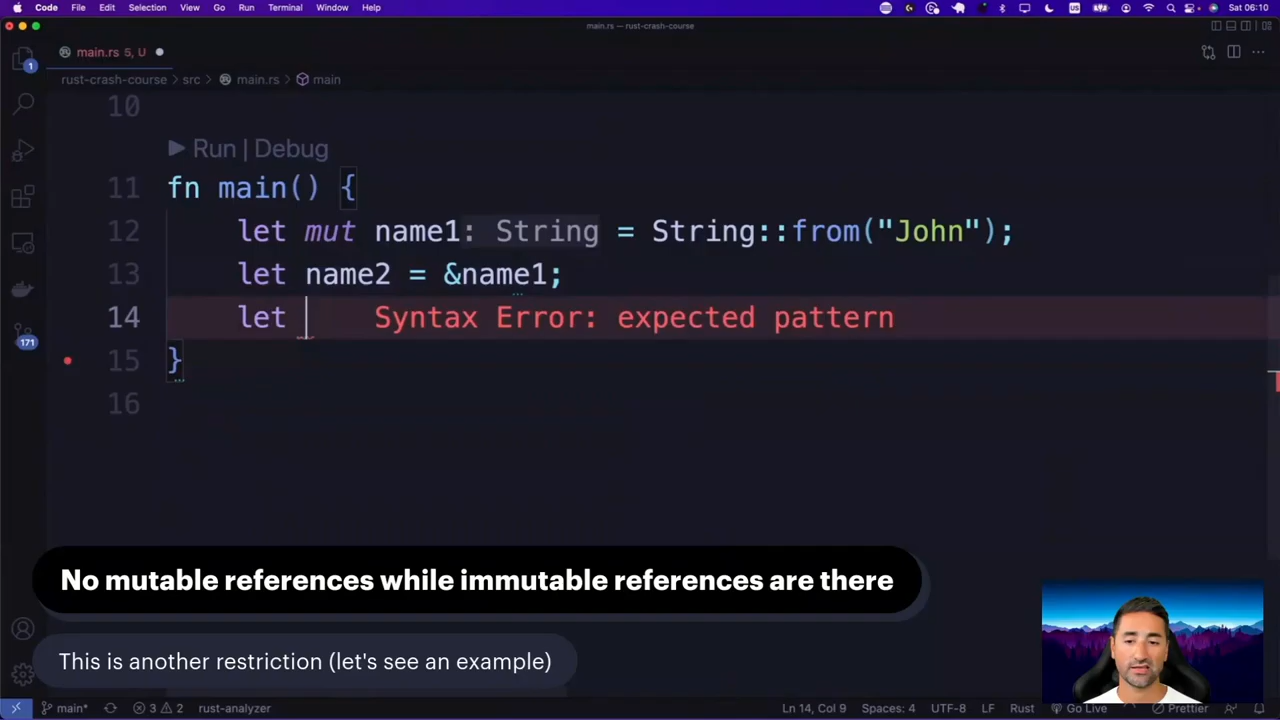 Code File Edit Selection View Go Run Terminal Window Help Sat 06:10
main.rs — rust-crash-course
main.rs 5, U
rust-crash-course > src > main.rs > main
1
10
Run | Debug
11 fn main() {
12 let mut name1: String = String::from("John");
13 let name2 = &name1;
14 let Syntax Error: expected pattern
15 }
16
171
No mutable references while immutable references are there
This is another restriction (let's see an example)
main* 3 2 rust-analyzer Ln 14, Col 9 Spaces: 4 UTF-8 LF Rust Go Live Prettier